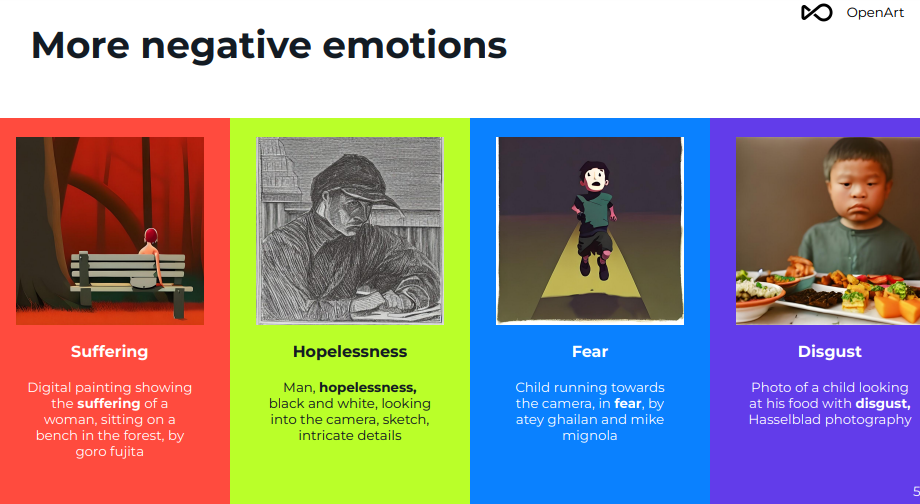 OpenArt
More negative emotions
Suffering
Digital painting showing
the suffering of a
woman, sitting on a
bench in the forest, by
goro fujita
Hopelessness
Man, hopelessness,
black and white, looking
into the camera, sketch,
intricate details
Fear
Child running towards
the camera, in fear, by
atey ghailan and mike
mignola
Disgust
Photo of a child looking
at his food with disgust,
Hasselblad photography